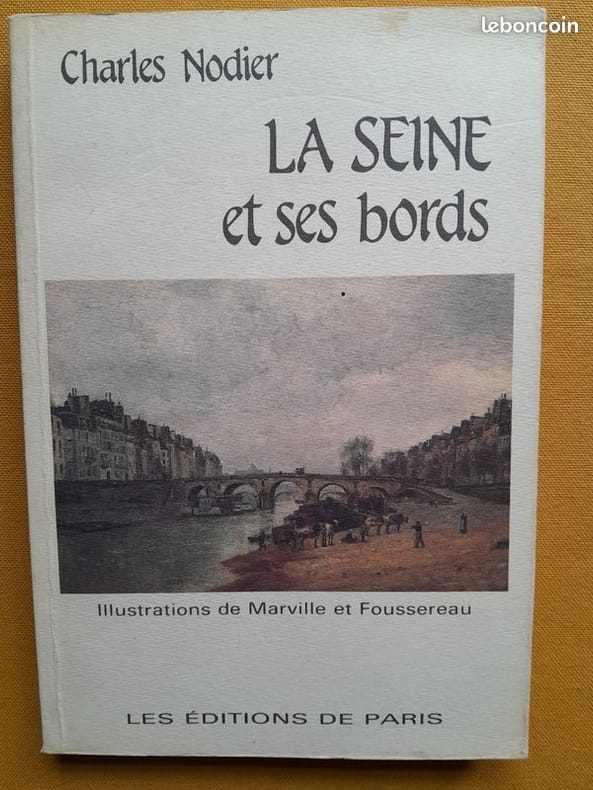 leboncoin
Charles Nodier
LA SEINE
et ses bords
Illustrations de Marville et Foussereau
LES ÉDITIONS DE PARIS